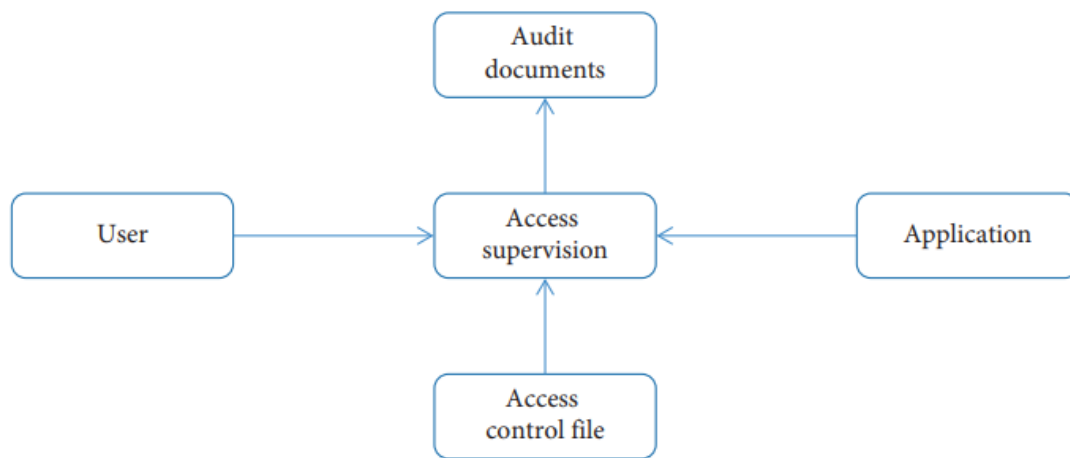 Audit
documents
User
Access
supervision
Application
Access
control file